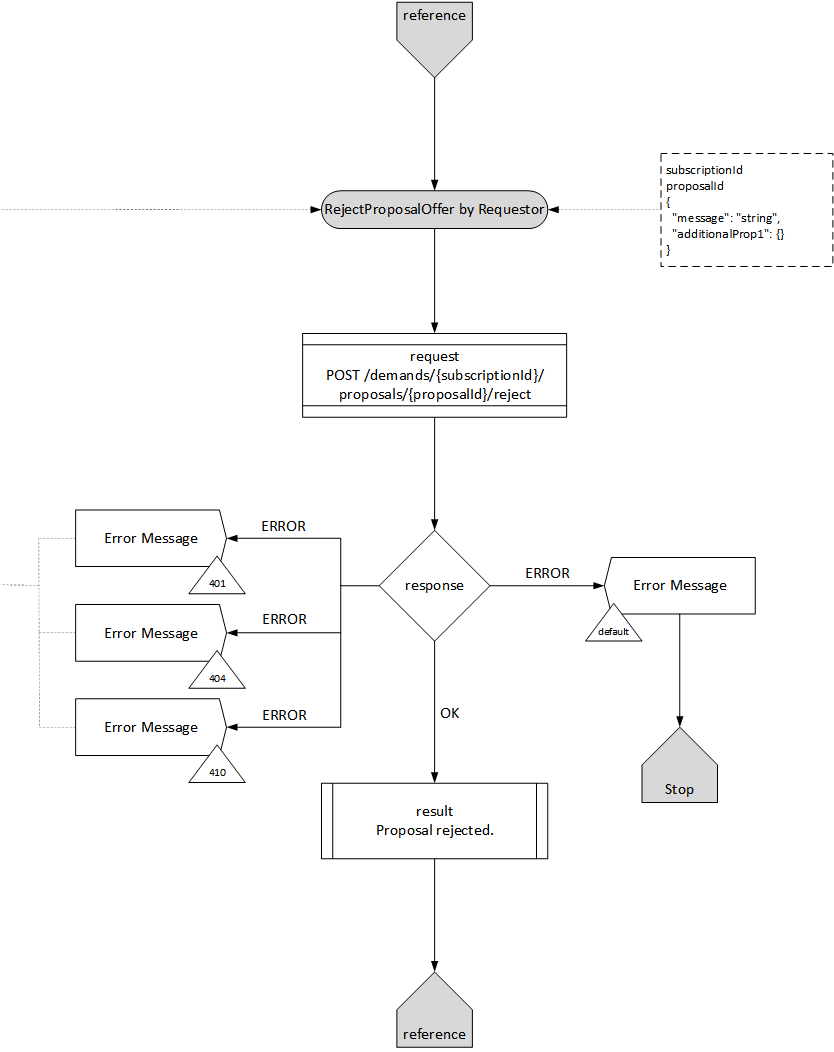 reference
RejectProposalOffer by Requestor
subscriptionId
proposalId
{
"message": "string",
"additionalProp1": {}
}
request
POST /demands/{subscriptionId}/
proposals/{proposalId}/reject
ERROR
Error Message
401
ERROR
Error Message
404
ERROR
Error Message
410
response
ERROR
Error Message
default
OK
Stop
result
Proposal rejected.
reference